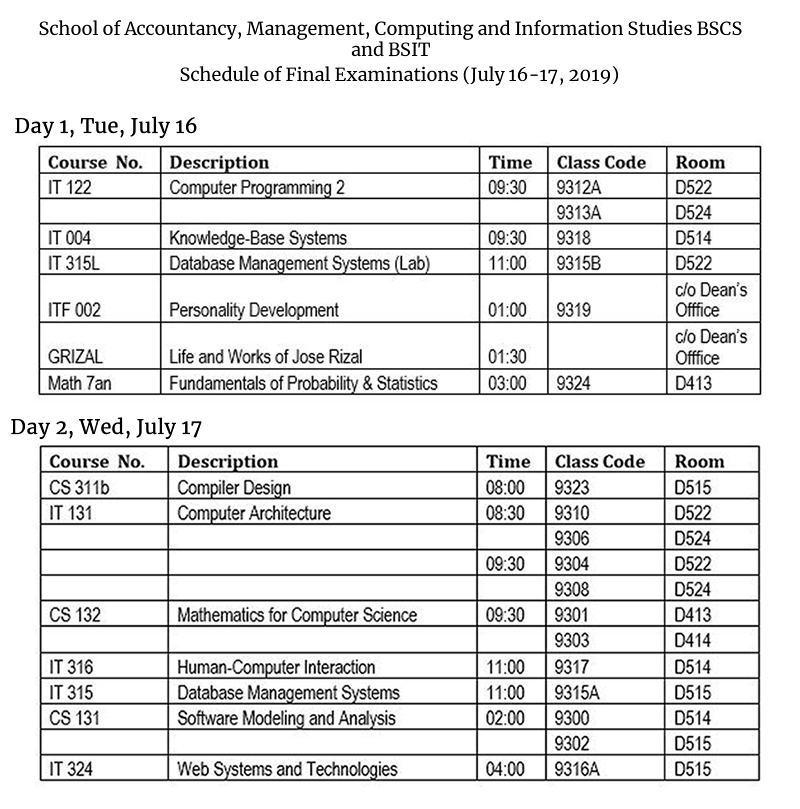 School of Accountancy, Management, Computing and Information Studies BSCS
and BSIT
Schedule of Final Examinations (July 16-17, 2019)
Day 1, Tue, July 16
Course No. Description Time Class Code Room
IT 122 Computer Programming 2 09:30 9312A D522
9313A D524
IT 004 Knowledge-Base Systems 09:30 9318 D514
IT 315L Database Management Systems (Lab) 11:00 9315B D522
ITF 002 Personality Development 01:00 9319 c/o Dean's
Offfice
GRIZAL Life and Works of Jose Rizal 01:30 c/o Dean's
Offfice
Math 7an Fundamentals of Probability & Statistics 03:00 9324 D413
Day 2, Wed, July 17
Course No. Description Time Class Code Room
CS 311b Compiler Design 08:00 9323 D515
IT 131 Computer Architecture 08:30 9310 D522
9306 D524
09:30 9304 D522
9308 D524
CS 132 Mathematics for Computer Science 09:30 9301 D413
9303 D414
IT 316 Human-Computer Interaction 11:00 9317 D514
IT 315 Database Management Systems 11:00 9315A D515
CS 131 Software Modeling and Analysis 02:00 9300 D514
9302 D515
IT 324 Web Systems and Technologies 04:00 9316A D515